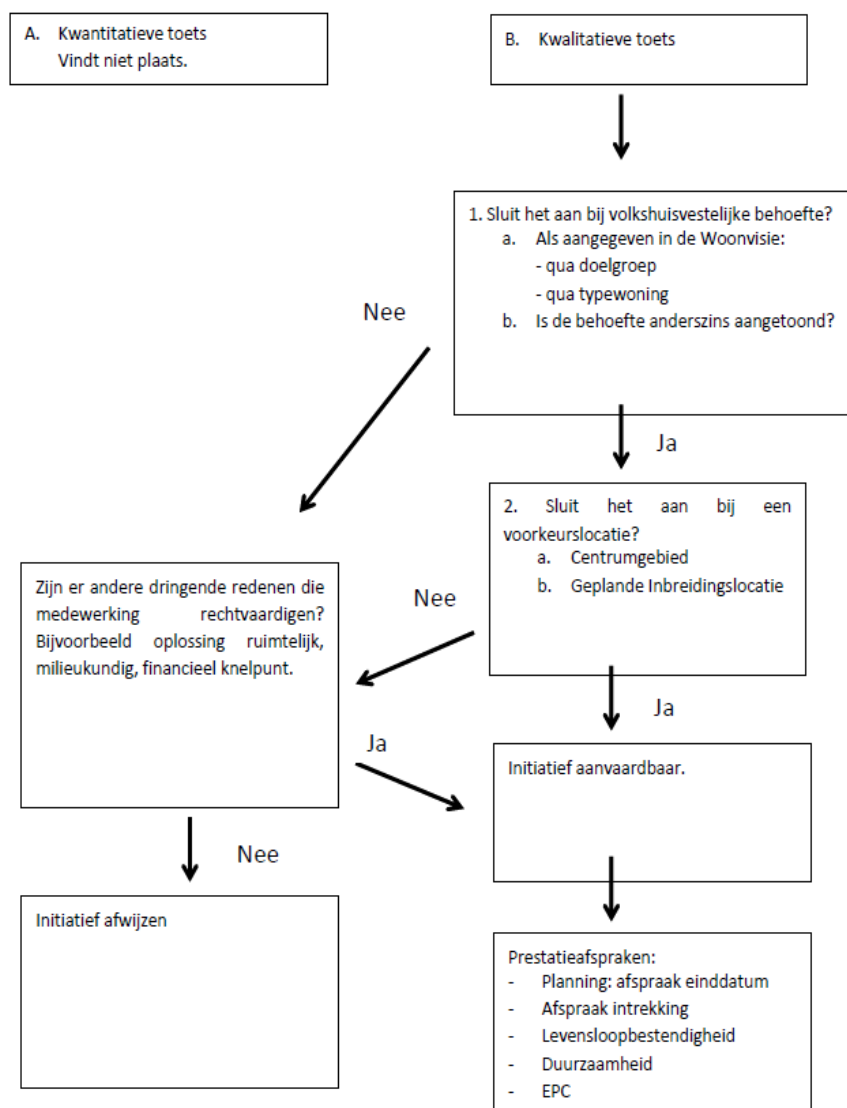 A. Kwantitatieve toets
Vindt niet plaats.
B. Kwalitatieve toets
1. Sluit het aan bij volkshuisvestelijke behoefte?
a. Als aangegeven in de Woonvisie:
- qua doelgroep
- qua typewoning
b. Is de behoefte anderszins aangetoond?
Nee
Ja
2. Sluit het aan bij een
voorkeurslocatie?
a. Centrumgebied
b. Geplande Inbreidingslocatie
Nee
Zijn er andere dringende redenen die
medewerking rechtvaardigen?
Bijvoorbeeld oplossing ruimtelijk,
milieukundig, financieel knelpunt.
Ja
Ja
Initiatief aanvaardbaar.
Nee
Initiatief afwijzen
Prestatieafspraken:
- Planning: afspraak einddatum
- Afspraak intrekking
- Levensloopbestendigheid
- Duurzaamheid
- EPC